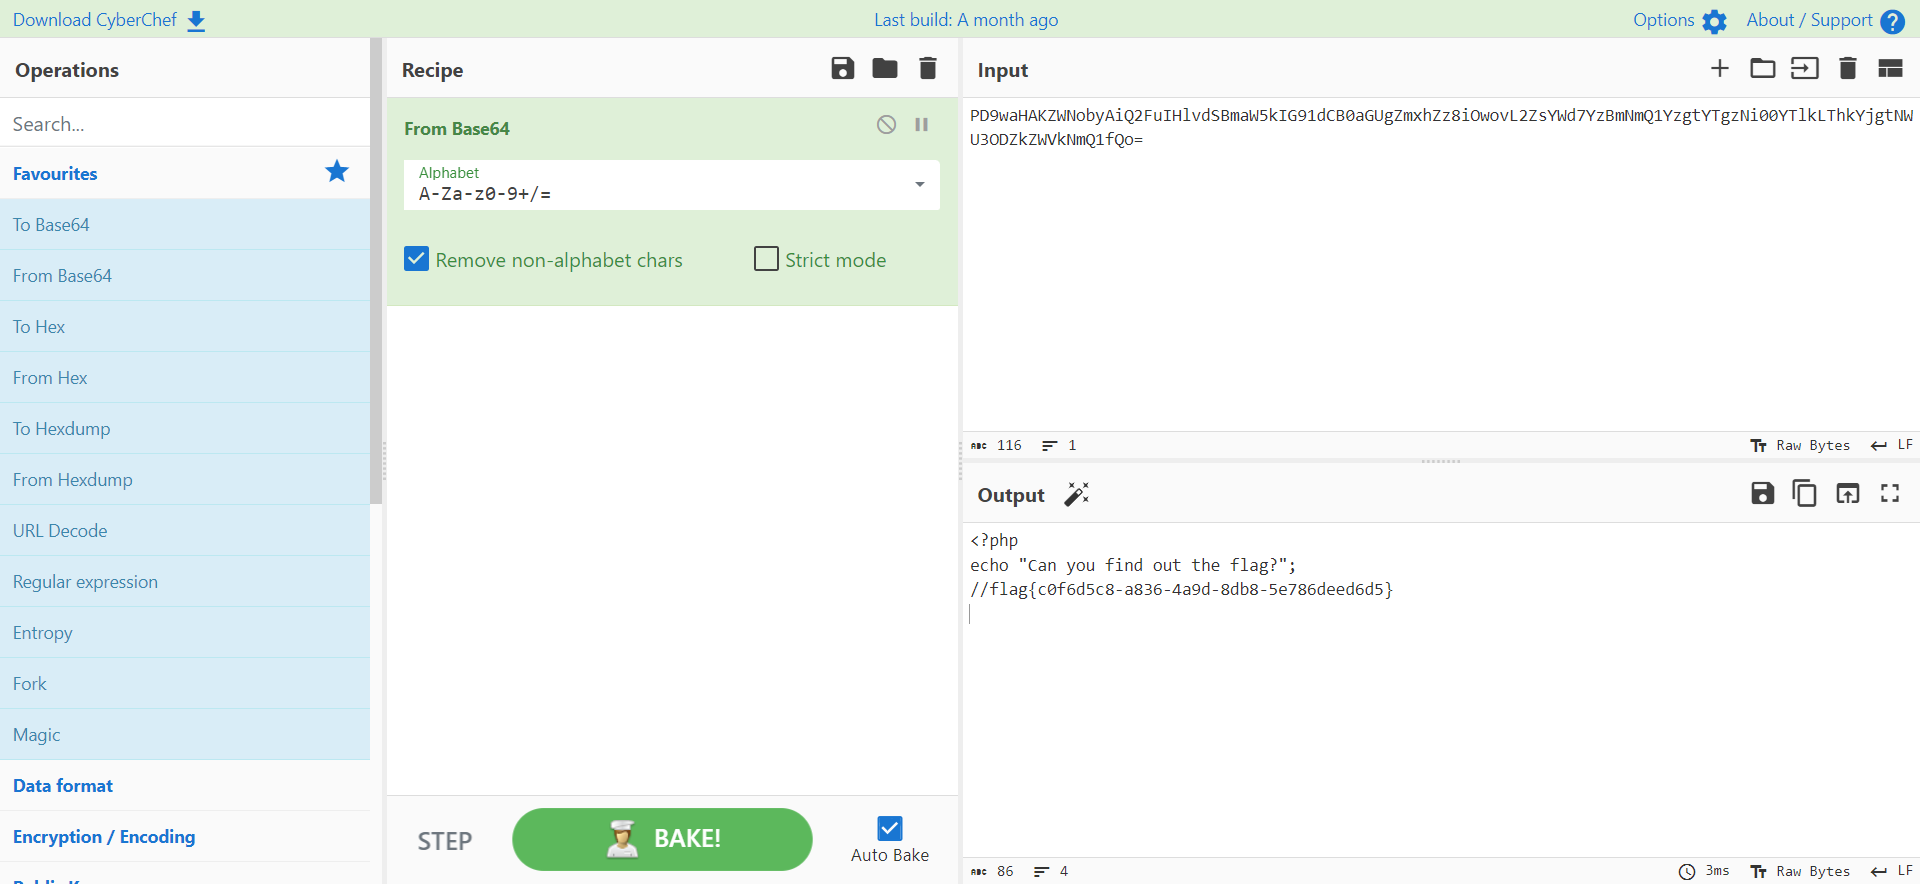 Download CyberChef
Last build: A month ago
Options
About / Support
Operations
Search...
Favourites
To Base64
From Base64
To Hex
From Hex
To Hexdump
From Hexdump
URL Decode
Regular expression
Entropy
Fork
Magic
Data format
Encryption / Encoding
Recipe
From Base64
Alphabet
A-Za-z0-9+/=
Remove non-alphabet chars
Strict mode
STEP
BAKE!
Auto Bake
Input
PD9waHAKZWNobyAiQ2FuIHlvdSBmaW5kIG91dCB0aGUgZmxhZz8iOwovL2ZsYWd7YzBmNmQ1YzgtYTgzNi00YTlkLThkYjgtNW
U3ODZkZWVkNmQ1fQo=
ABC 116 1
Raw Bytes LF
Output
<?php
echo "Can you find out the flag?";
//flag{c0f6d5c8-a836-4a9d-8db8-5e786deed6d5}
ABC 86 4
3ms Raw Bytes LF